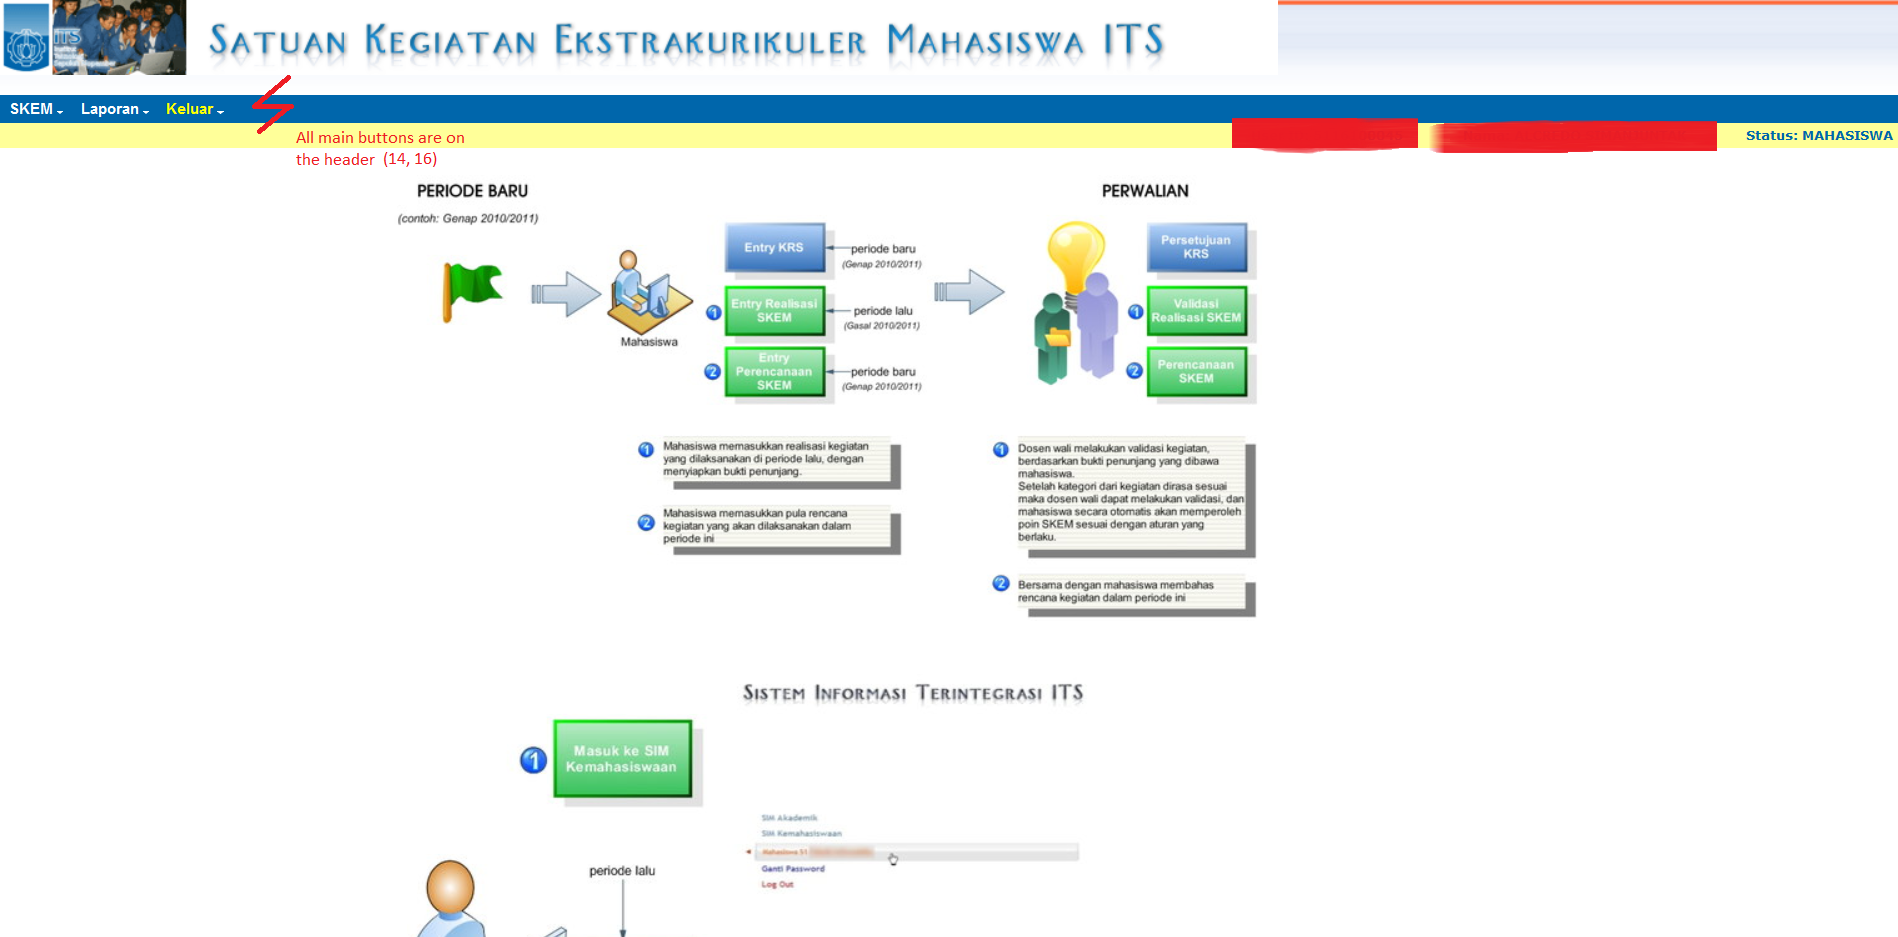 SATUAN KEGIATAN EKSTRAKURIKULER MAHASISWA ITS
ITS
SKEM Laporan Keluar
All main buttons are on
the header (14, 16)
Status: MAHASISWA
PERIODE BARU
(contoh: Genap 2010/2011)
Mahasiswa
Entry KRS
periode baru
(Genap 2010/2011)
1
Entry Realisasi
SKEM
periode lalu
(Gasal 2010/2011)
2
Entry
Perencanaan
SKEM
periode baru
(Genap 2010/2011)
PERWALIAN
Persetujuan
KRS
1
Validasi
Realisasi SKEM
2
Perencanaan
SKEM
1
Mahasiswa memasukkan realisasi kegiatan
yang dilaksanakan di periode lalu, dengan
menyiapkan bukti penunjang.
2
Mahasiswa memasukkan pula rencana
kegiatan yang akan dilaksanakan dalam
periode ini
1
Dosen wali melakukan validasi kegiatan,
berdasarkan bukti penunjang yang dibawa
mahasiswa.
Setelah kategori dari kegiatan dirasa sesuai
maka dosen wali dapat melakukan validasi, dan
mahasiswa secara otomatis akan memperoleh
poin SKEM sesuai dengan aturan yang
berlaku.
2
Bersama dengan mahasiswa membahas
rencana kegiatan dalam periode ini
SISTEM INFORMASI TERINTEGRASI ITS
1
Masuk ke SIM
Kemahasiswaan
SIM Akademik
SIM Kemahasiswaan
Mahasiswa S1
Ganti Password
Log Out
periode lalu